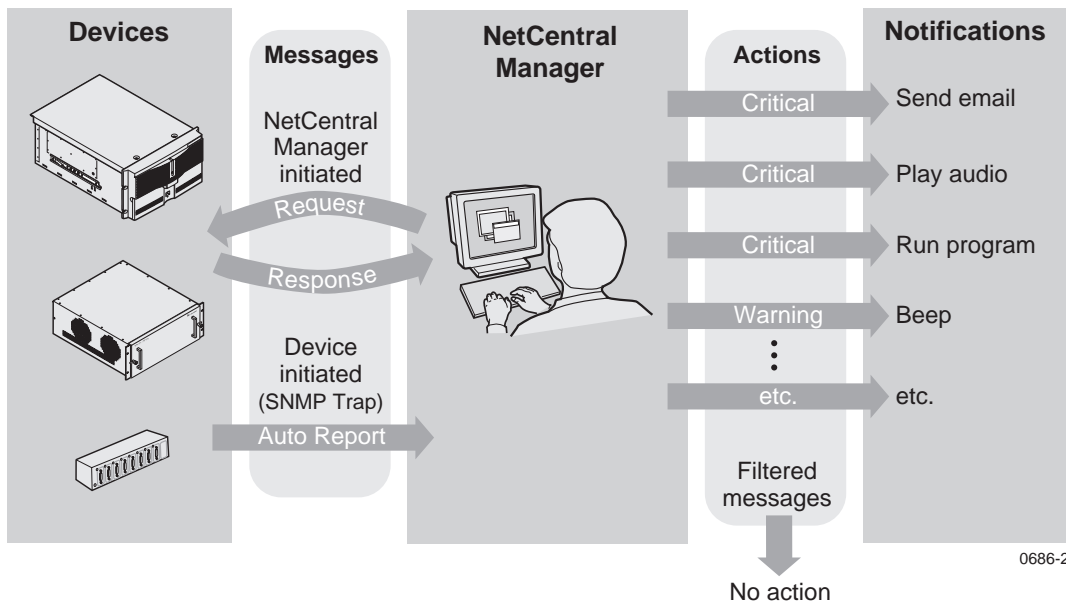 Devices
Messages
NetCentral
Manager
initiated
Request
Response
Device
initiated
(SNMP Trap)
Auto Report
NetCentral
Manager
Actions
Critical
Critical
Critical
Warning
etc.
Filtered
messages
No action
Notifications
Send email
Play audio
Run program
Beep
etc.
0686-2